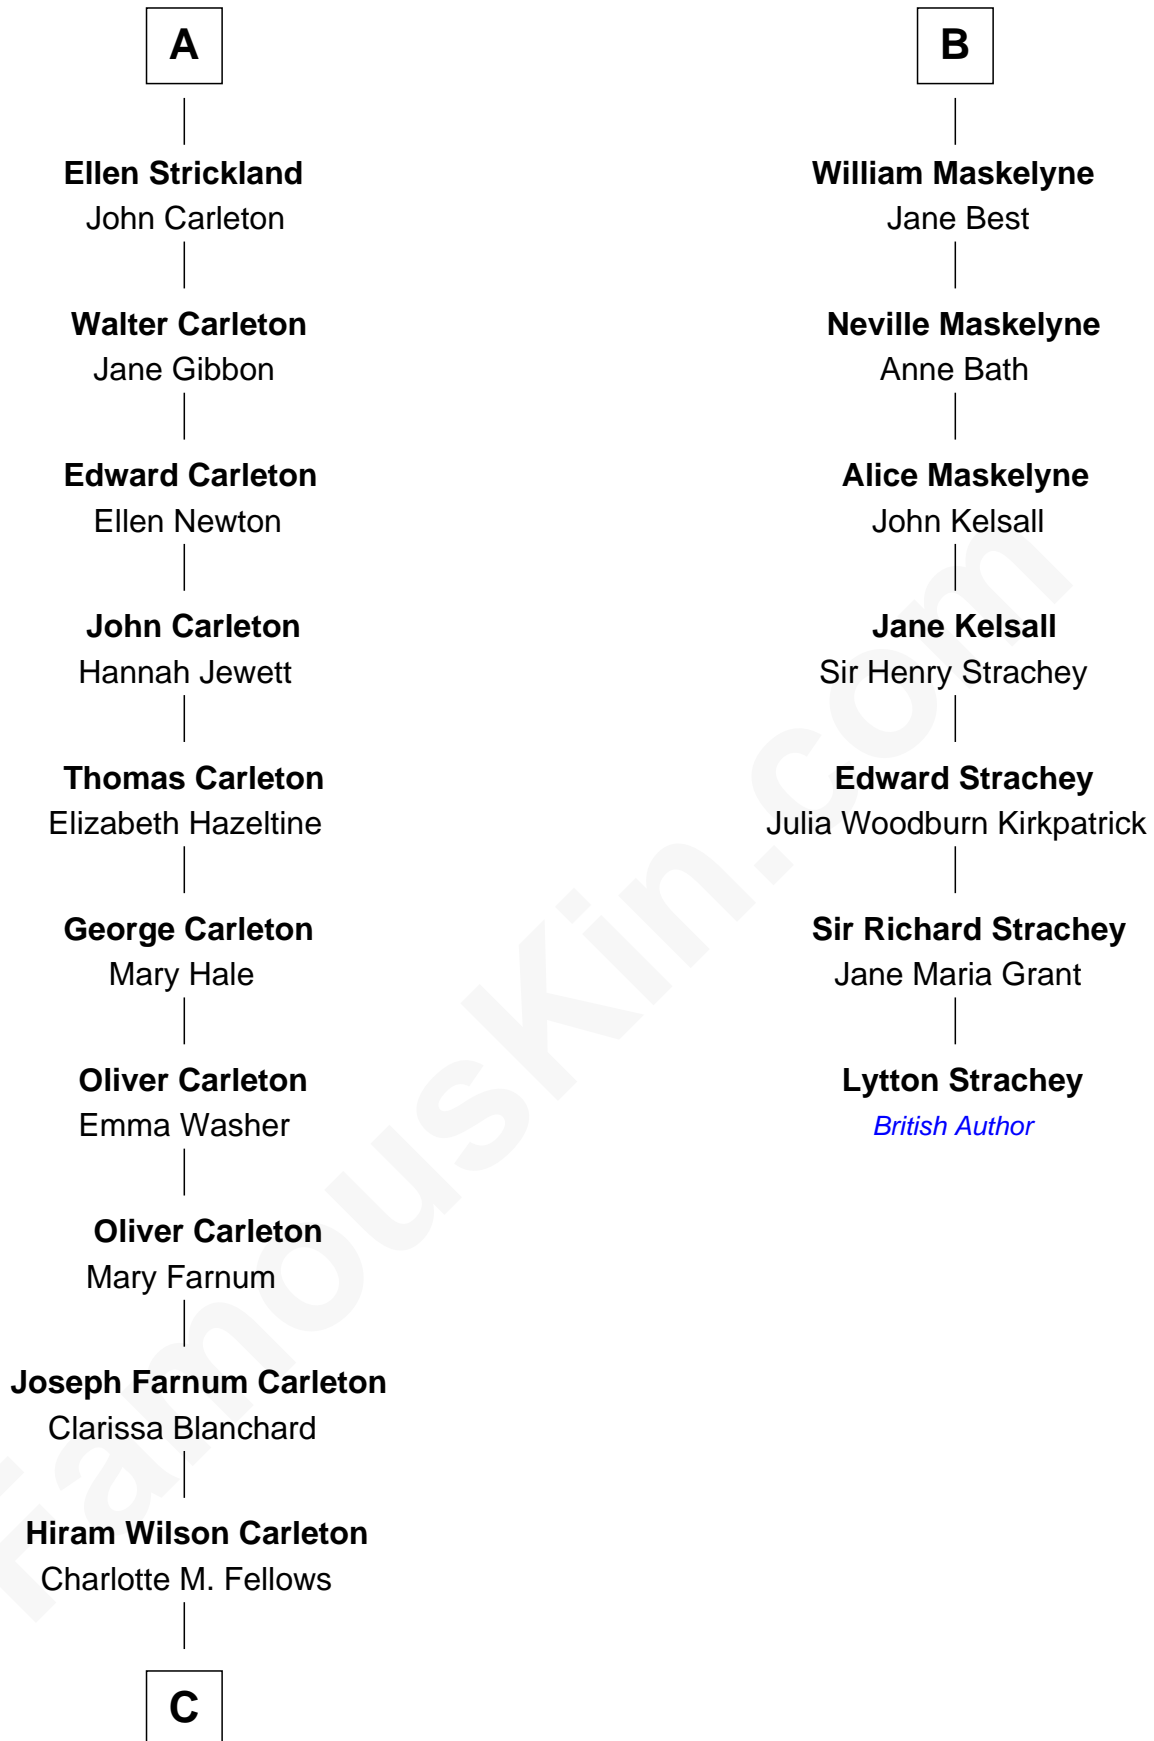 A
Ellen Strickland
John Carleton
Walter Carleton
Jane Gibbon
Edward Carleton
Ellen Newton
John Carleton
Hannah Jewett
Thomas Carleton
Elizabeth Hazeltine
George Carleton
Mary Hale
Oliver Carleton
Emma Washer
Oliver Carleton
Mary Farnum
Joseph Farnum Carleton
Clarissa Blanchard
Hiram Wilson Carleton
Charlotte M. Fellows
C
B
William Maskelyne
Jane Best
Neville Maskelyne
Anne Bath
Alice Maskelyne
John Kelsall
Jane Kelsall
Sir Henry Strachey
Edward Strachey
Julia Woodburn Kirkpatrick
Sir Richard Strachey
Jane Maria Grant
Lytton Strachey
British Author
FamousKin.com